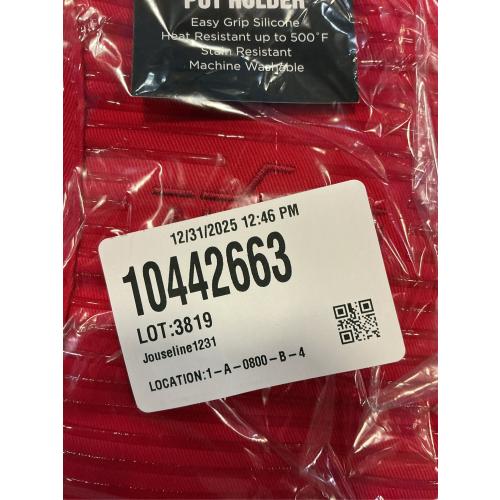 POT HOLDER
Easy Grip Silicone
Heat Resistant up to 500°F
Stain Resistant
Machine Washable
12/31/2025 12:46 PM
10442663
LOT:3819
Jouseline1231
LOCATION:1-A-0800-B-4